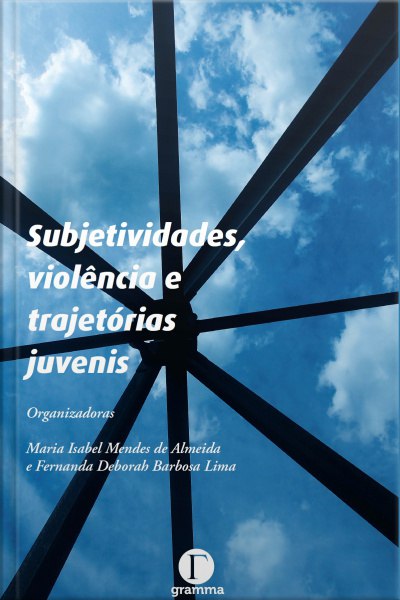 Subjetividades,
violência e
trajetórias
juvenis
Organizadoras
Maria Isabel Mendes de Almeida
e Fernanda Deborah Barbosa Lima
Γ
gramma